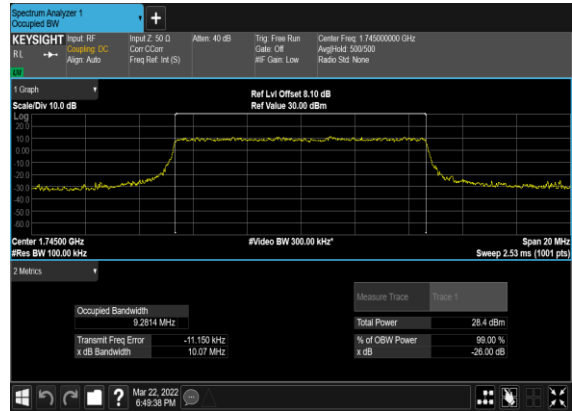 Spectrum Analyzer 1
Occupied BW
+
KEYSIGHT Input: RF Input Z: 50 Ω Atten: 40 dB Trig: Free Run Center Freq: 1.745000000 GHz
RL Coupling: DC Corr CCorr Gate: Off Avg|Hold: 500/500
Align: Auto Freq Ref: Int (S) #IF Gain: Low Radio Std: None
LW
1 Graph
Ref Lvl Offset 8.10 dB
Scale/Div 10.0 dB Ref Value 30.00 dBm
Log
20.0
10.0
0.00
-10.0
-20.0
-30.0
-40.0
-50.0
-60.0
Center 1.74500 GHz #Video BW 300.00 kHz* Span 20 MHz
#Res BW 100.00 kHz Sweep 2.53 ms (1001 pts)
2 Metrics
Measure Trace Trace 1
Occupied Bandwidth
9.2814 MHz Total Power 28.4 dBm
Transmit Freq Error -11.150 kHz % of OBW Power 99.00 %
x dB Bandwidth 10.07 MHz x dB -26.00 dB
? Mar 22, 2022
6:49:38 PM